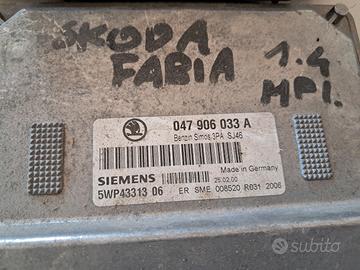 SKODA
FABIA
1.4
MPI.
047 906 033 A
Benzin Simos 3PA SJ46
Made in Germany
SIEMENS
25.02.00
5WP43313 06
ER SME 008520 R031 2006
subito